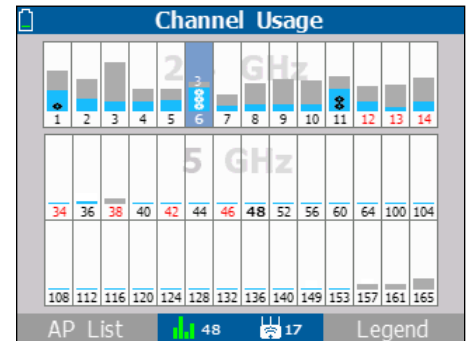 Channel Usage
2.4 GHz
3
1 2 3 4 5 6 7 8 9 10 11 12 13 14
5 GHz
34 36 38 40 42 44 46 48 52 56 60 64 100 104
108 112 116 120 124 128 132 136 140 149 153 157 161 165
AP List 48 17 Legend